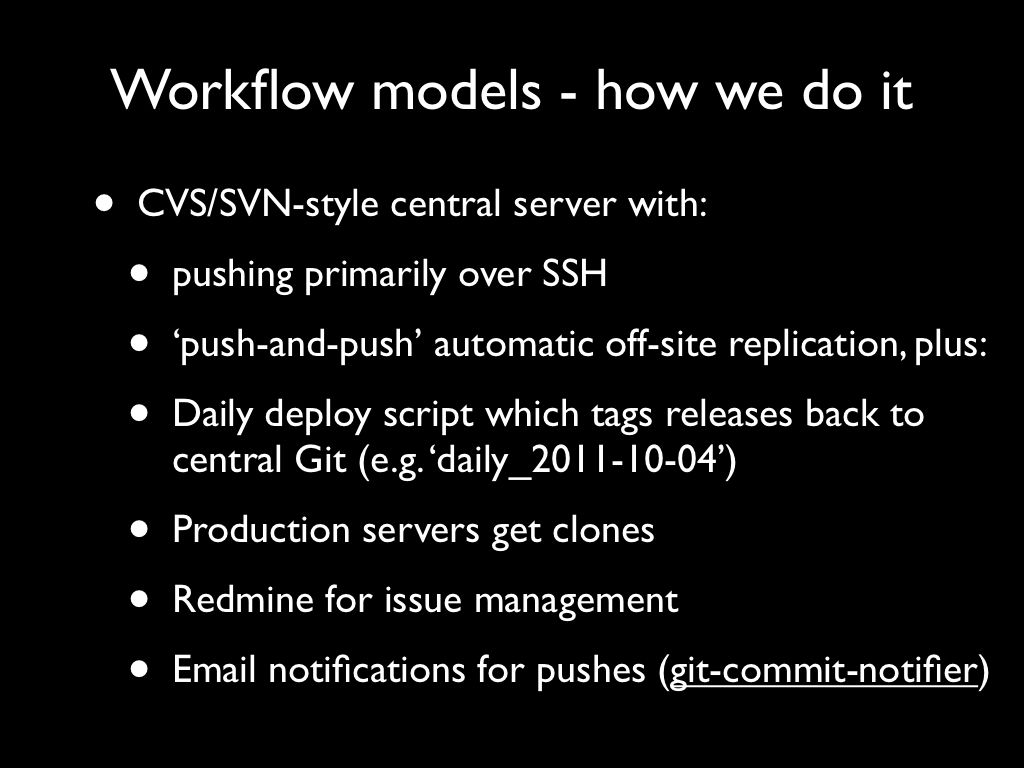 Workflow models - how we do it
• CVS/SVN-style central server with:
• pushing primarily over SSH
• ‘push-and-push’ automatic off-site replication, plus:
• Daily deploy script which tags releases back to
central Git (e.g. ‘daily_2011-10-04’)
• Production servers get clones
• Redmine for issue management
• Email notifications for pushes (git-commit-notifier)